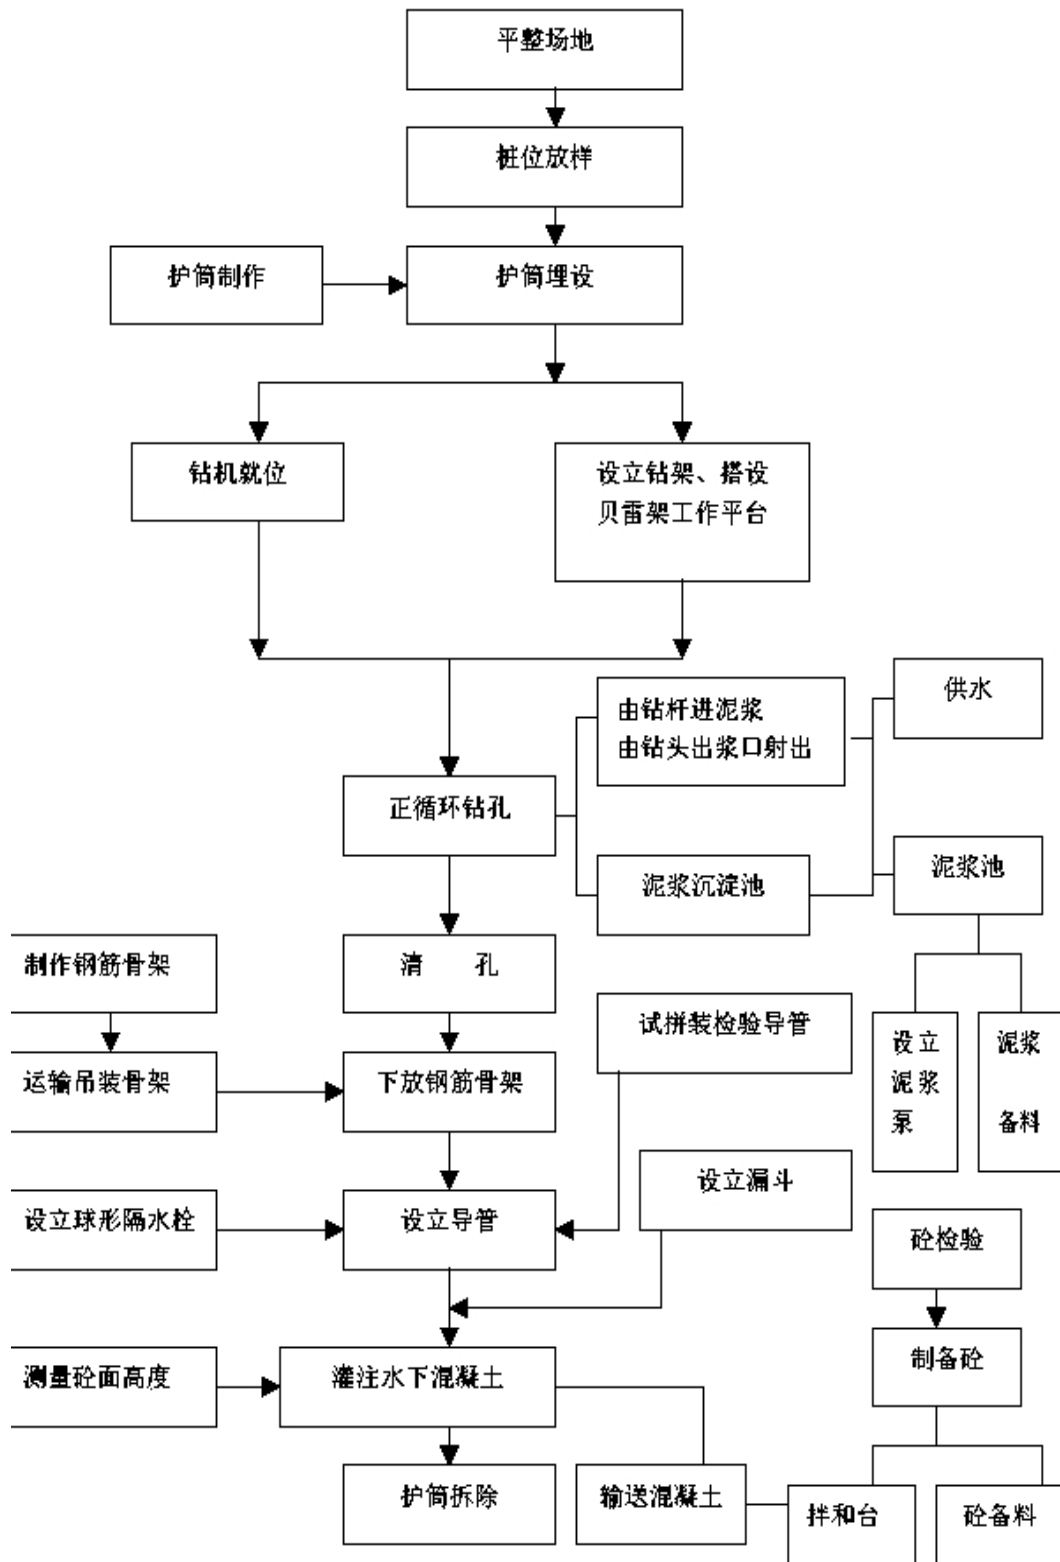 平整场地
桩位放样
护筒制作
护筒埋设
钻机就位
设立钻架、搭设
贝雷架工作平台
由钻杆进泥浆
由钻头出浆口射出
供水
正循环钻孔
泥浆沉淀池
泥浆池
制作钢筋骨架
清 孔
试拼装检验导管
设立
泥浆
泵
泥浆
备料
运输吊装骨架
下放钢筋骨架
设立漏斗
设立球形隔水栓
设立导管
砼检验
测量砼面高度
灌注水下混凝土
制备砼
护筒拆除
输送混凝土
拌和台
砼备料